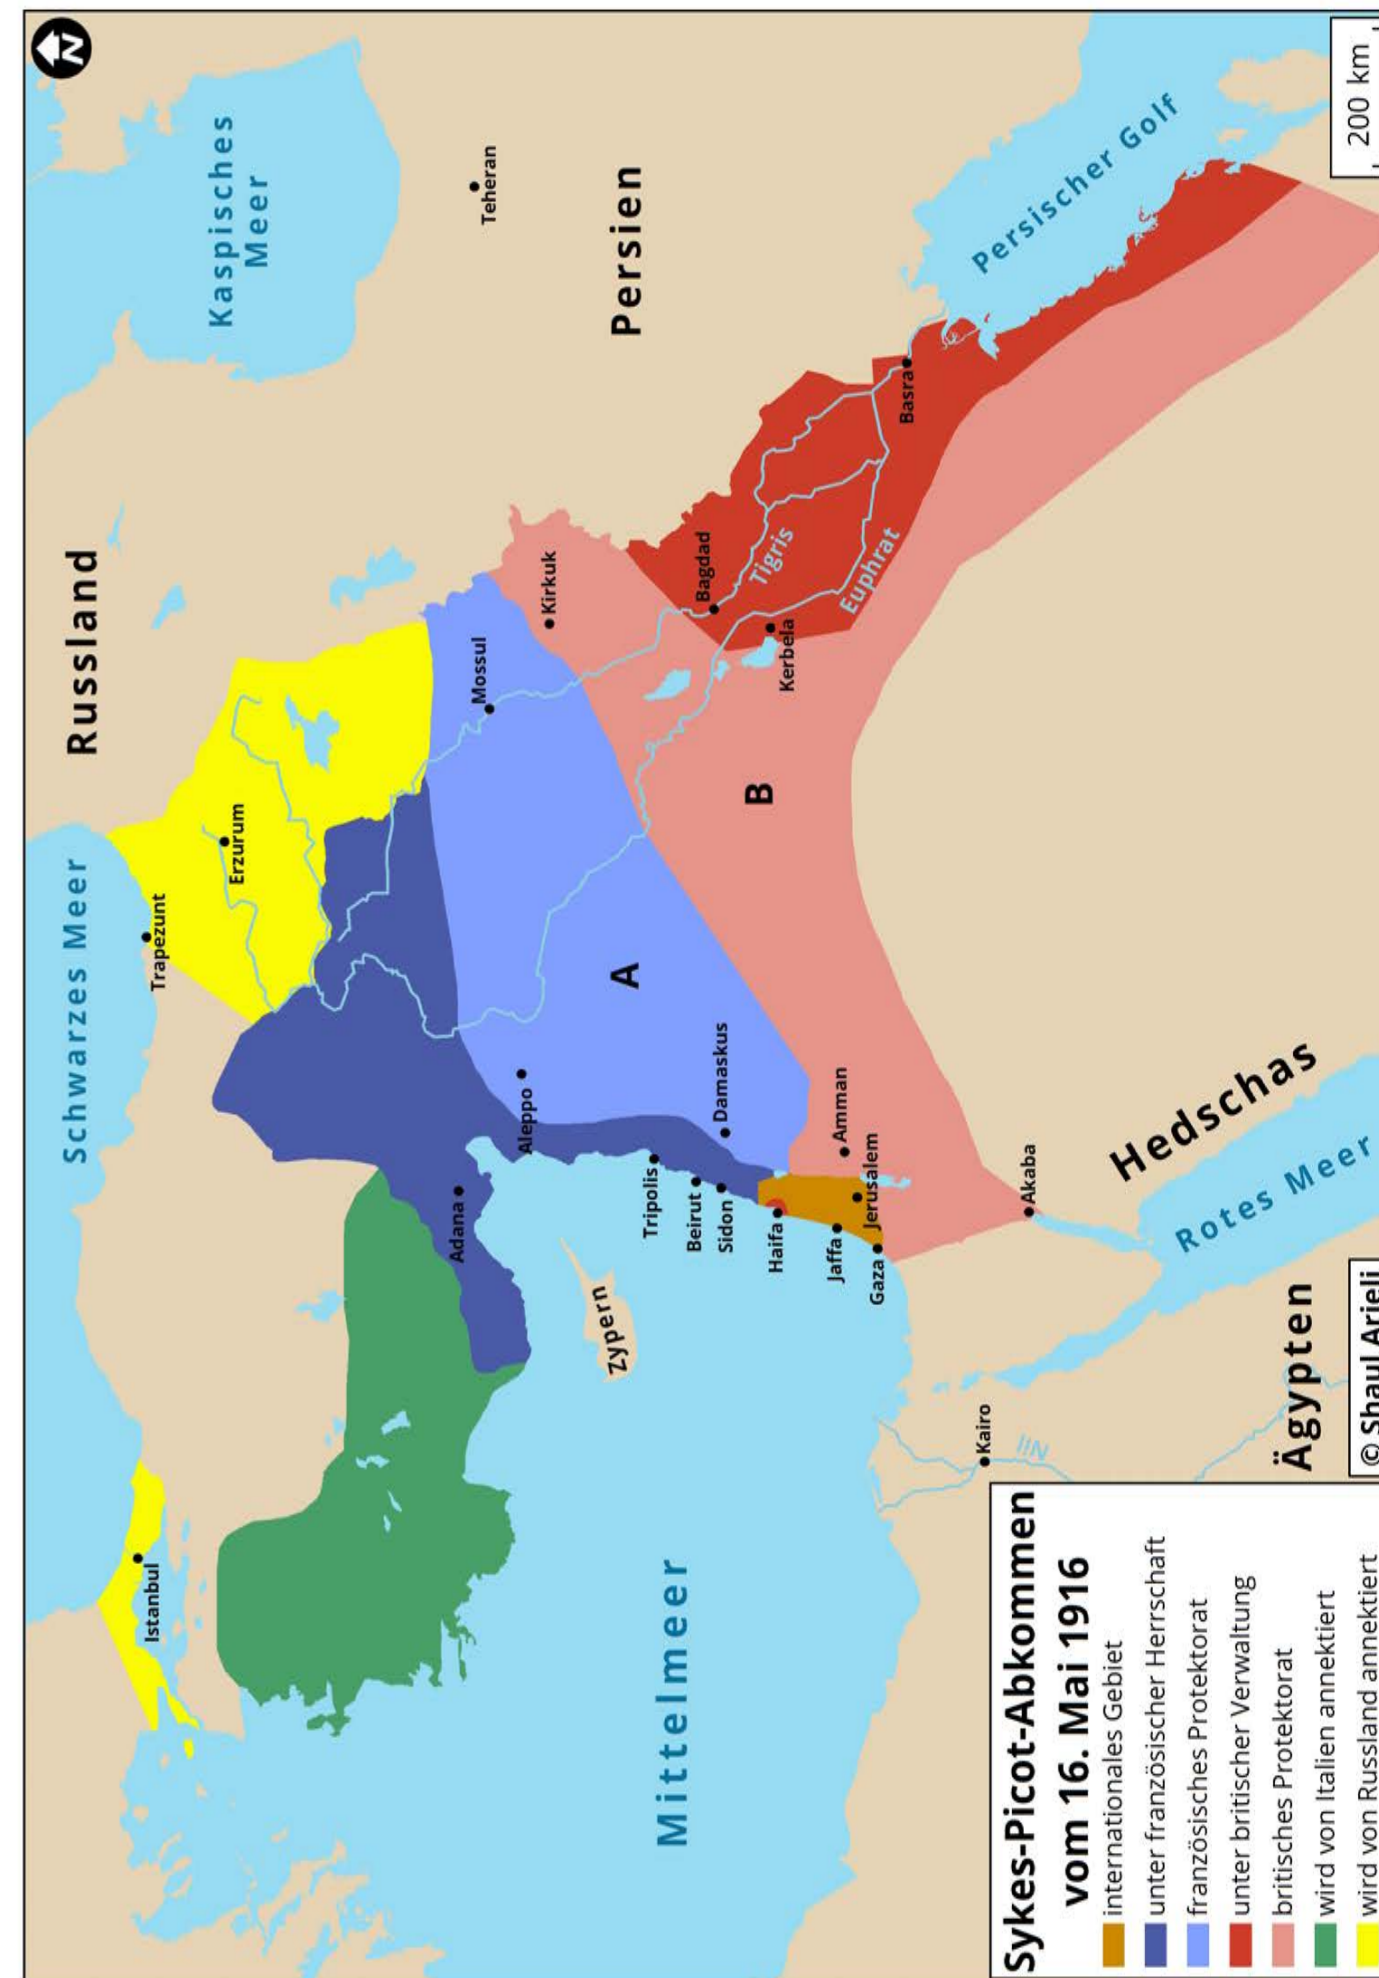 N
Kaspisches
Meer
Teheran
Persien
Persischer Golf
200 km
Russland
Schwarzes Meer
Trapezunt
Erzurum
Istanbul
Mossul
Kirkuk
Bagdad
Tigris
Euphrat
Kerbela
Basra
A
B
Adana
Aleppo
Damaskus
Tripolis
Beirut
Sidon
Haifa
Jaffa
Gaza
Jerusalem
Amman
Akaba
Zypern
Mittelmeer
Hedschas
Rotes Meer
Kairo
Nil
Ägypten
© Shaul Arieli
Sykes-Picot-Abkommen
vom 16. Mai 1916
internationales Gebiet
unter französischer Herrschaft
französisches Protektorat
unter britischer Verwaltung
britisches Protektorat
wird von Italien annektiert
wird von Russland annektiert